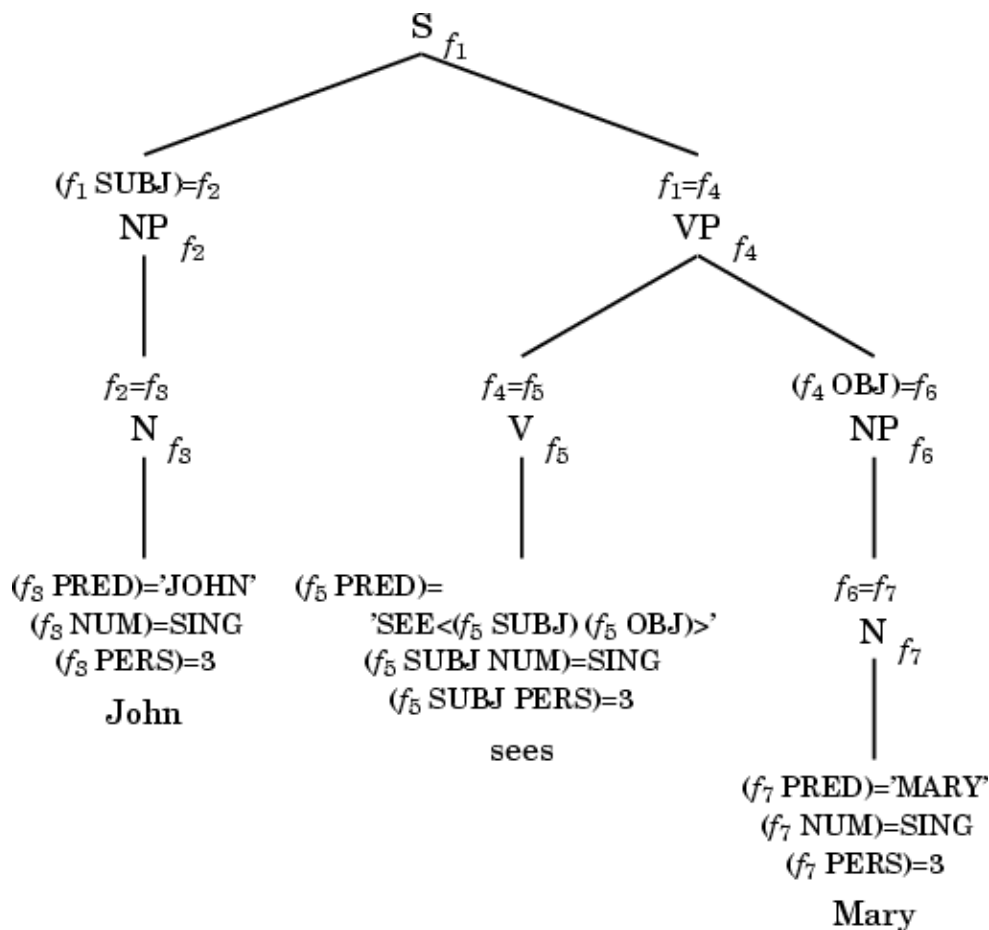 S f₁
(f₁ SUBJ)=f₂ f₁=f₄
NP f₂ VP f₄
f₂=f₃ f₄=f₅ (f₄ OBJ)=f₆
N f₃ V f₅ NP f₆
(f₃ PRED)='JOHN' (f₅ PRED)= f₆=f₇
(f₃ NUM)=SING 'SEE<(f₅ SUBJ) (f₅ OBJ)>' N f₇
(f₃ PERS)=3 (f₅ SUBJ NUM)=SING
John (f₅ SUBJ PERS)=3
sees
(f₇ PRED)='MARY'
(f₇ NUM)=SING
(f₇ PERS)=3
Mary